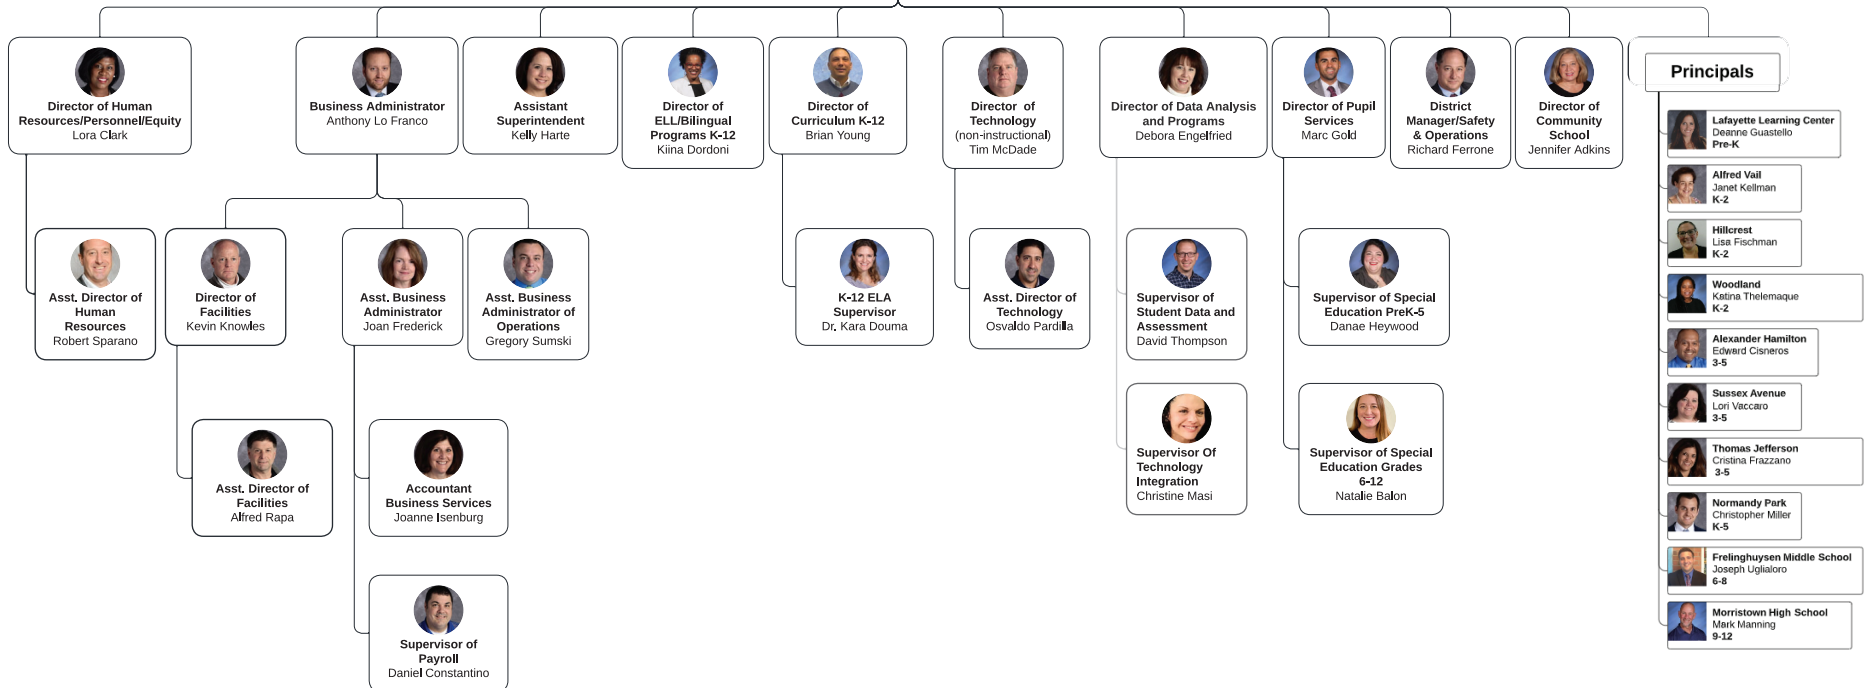 Director of Human
Resources/Personnel/Equity
Lora Clark
Business Administrator
Anthony Lo Franco
Assistant
Superintendent
Kelly Harte
Director of
ELL/Bilingual
Programs K-12
Kiina Dordoni
Director of
Curriculum K-12
Brian Young
Director of
Technology
(non-instructional)
Tim McDade
Director of Data Analysis
and Programs
Debora Engelfried
Director of Pupil
Services
Marc Gold
District
Manager/Safety
& Operations
Richard Ferrone
Director of
Community
School
Jennifer Adkins
Principals
Asst. Director of
Human
Resources
Robert Sparano
Director of
Facilities
Kevin Knowles
Asst. Business
Administrator
Joan Frederick
Asst. Business
Administrator of
Operations
Gregory Sumski
K-12 ELA
Supervisor
Dr. Kara Douma
Asst. Director of
Technology
Osvaldo Pardilla
Supervisor of
Student Data and
Assessment
David Thompson
Supervisor of Special
Education PreK-5
Danae Heywood
Asst. Director of
Facilities
Alfred Rapa
Accountant
Business Services
Joanne Isenburg
Supervisor Of
Technology
Integration
Christine Masi
Supervisor of Special
Education Grades
6-12
Natalie Balon
Supervisor of
Payroll
Daniel Constantino
Lafayette Learning Center
Deanne Guastello
Pre-K
Alfred Vail
Janet Kellman
K-2
Hillcrest
Lisa Fischman
K-2
Woodland
Katina Thelemaque
K-2
Alexander Hamilton
Edward Cisneros
3-5
Sussex Avenue
Lori Vaccaro
3-5
Thomas Jefferson
Cristina Frazzano
3-5
Normandy Park
Christopher Miller
K-5
Frelinghuysen Middle School
Joseph Uglialoro
6-8
Morristown High School
Mark Manning
9-12